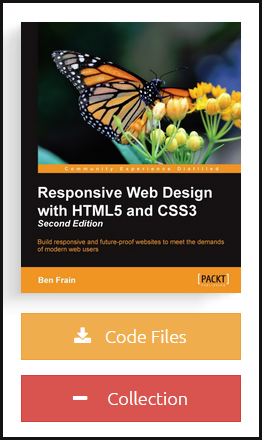 Community Experience Distilled
Responsive Web Design
with HTML5 and CSS3
Second Edition
Build responsive and future-proof websites to meet the demands
of modern web users
Ben Frain
[PACKT]
PUBLISHING
Code Files
Collection